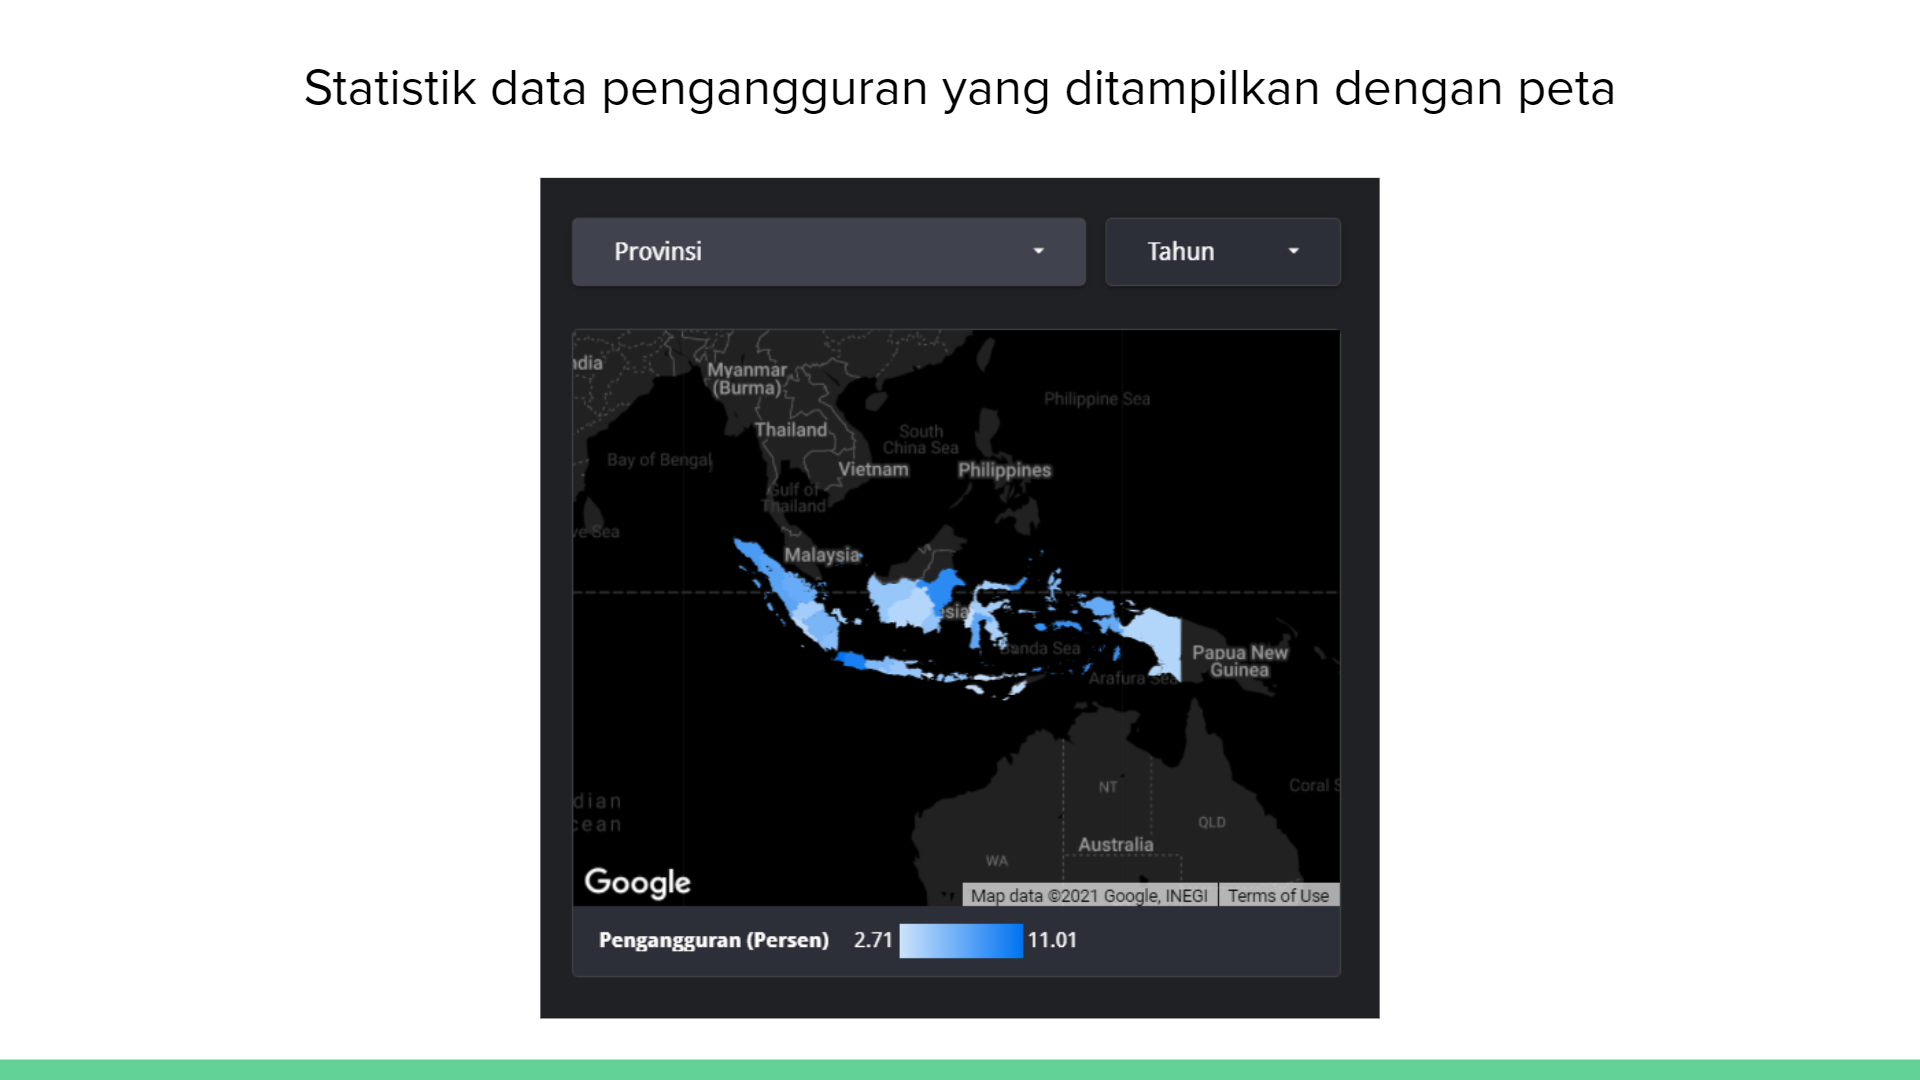 Statistik data pengangguran yang ditampilkan dengan peta
Provinsi
Tahun
ndia
Myanmar
(Burma)
Philippine Sea
Thailand
South
China Sea
Bay of Bengal
Vietnam
Philippines
Gulf of
Thailand
ve Sea
Malaysia
esia
Banda Sea
Papua New
Guinea
Arafura Sea
NT
Coral S
dian
cean
QLD
Australia
WA
Google
Map data ©2021 Google, INEGI
Terms of Use
Pengangguran (Persen) 2.71 11.01